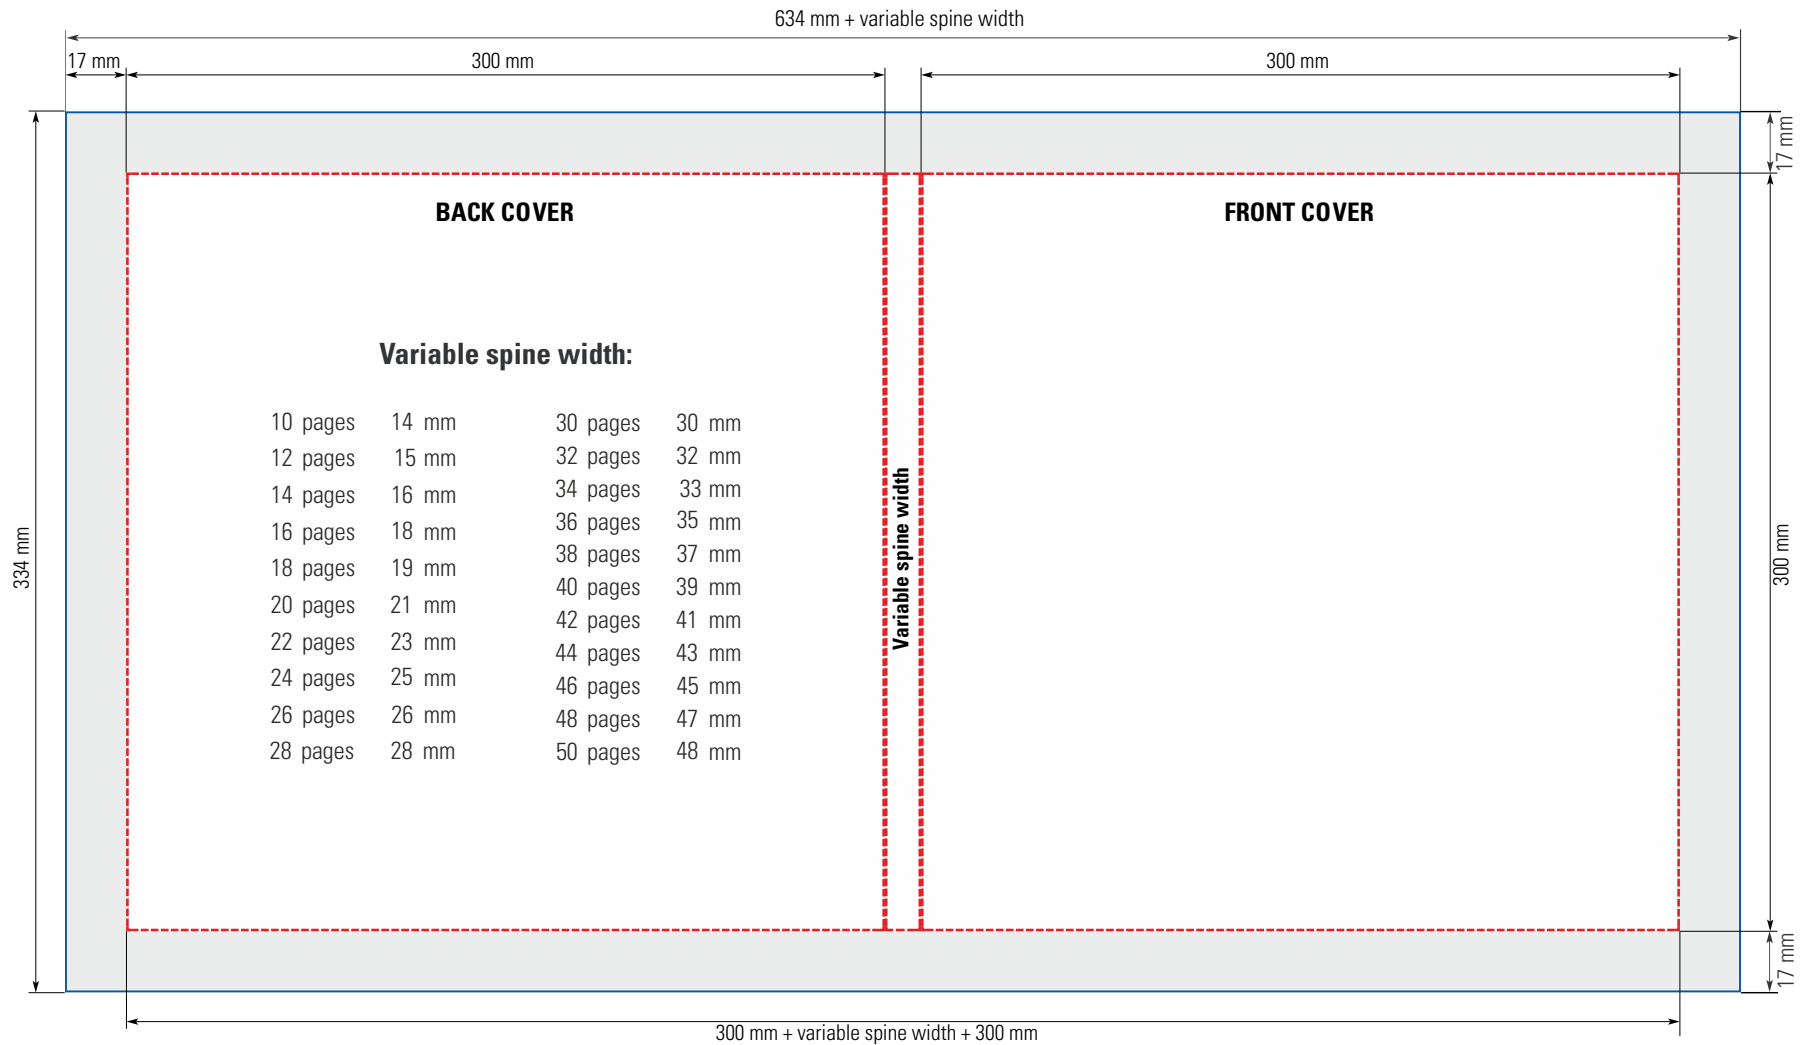 634 mm + variable spine width
17 mm
300 mm
300 mm
17 mm
BACK COVER
FRONT COVER
Variable spine width:
10 pages 14 mm
12 pages 15 mm
14 pages 16 mm
16 pages 18 mm
18 pages 19 mm
20 pages 21 mm
22 pages 23 mm
24 pages 25 mm
26 pages 26 mm
28 pages 28 mm
30 pages 30 mm
32 pages 32 mm
34 pages 33 mm
36 pages 35 mm
38 pages 37 mm
40 pages 39 mm
42 pages 41 mm
44 pages 43 mm
46 pages 45 mm
48 pages 47 mm
50 pages 48 mm
Variable spine width
334 mm
300 mm
17 mm
300 mm + variable spine width + 300 mm